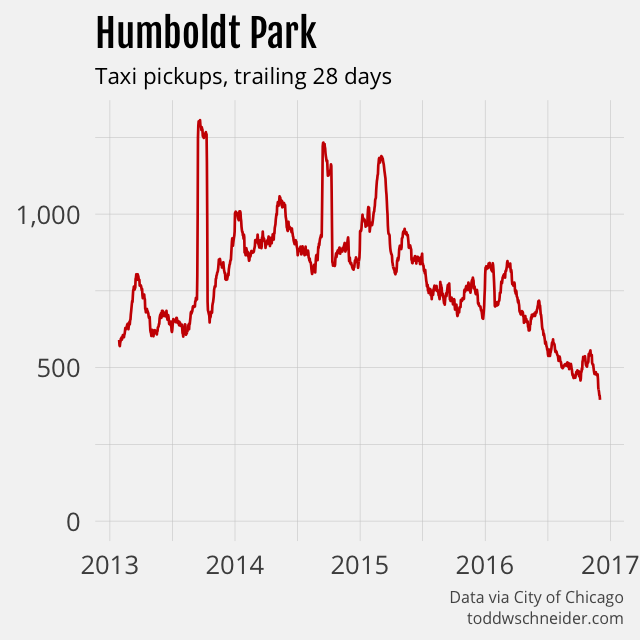 Humboldt Park
Taxi pickups, trailing 28 days
1,000
500
0
2013 2014 2015 2016 2017
Data via City of Chicago
toddwschneider.com